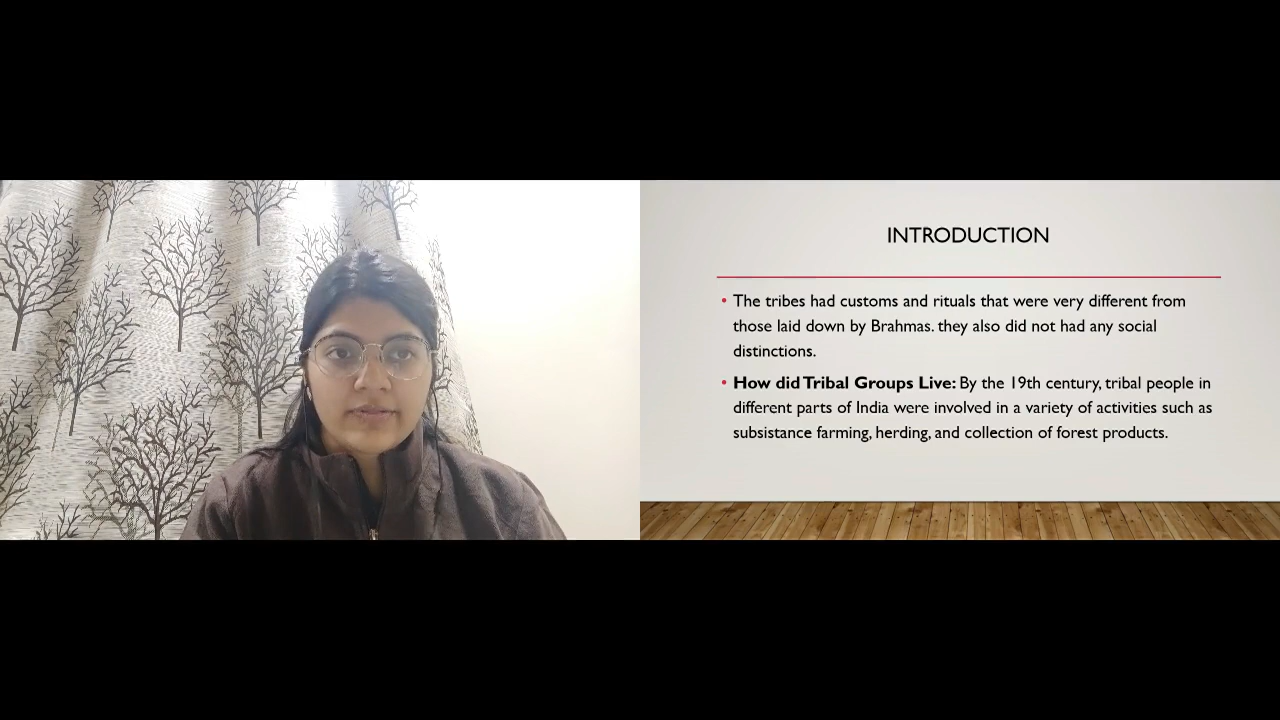 INTRODUCTION
• The tribes had customs and rituals that were very different from
those laid down by Brahmas. they also did not had any social
distinctions.
• How did Tribal Groups Live: By the 19th century, tribal people in
different parts of India were involved in a variety of activities such as
subsistance farming, herding, and collection of forest products.